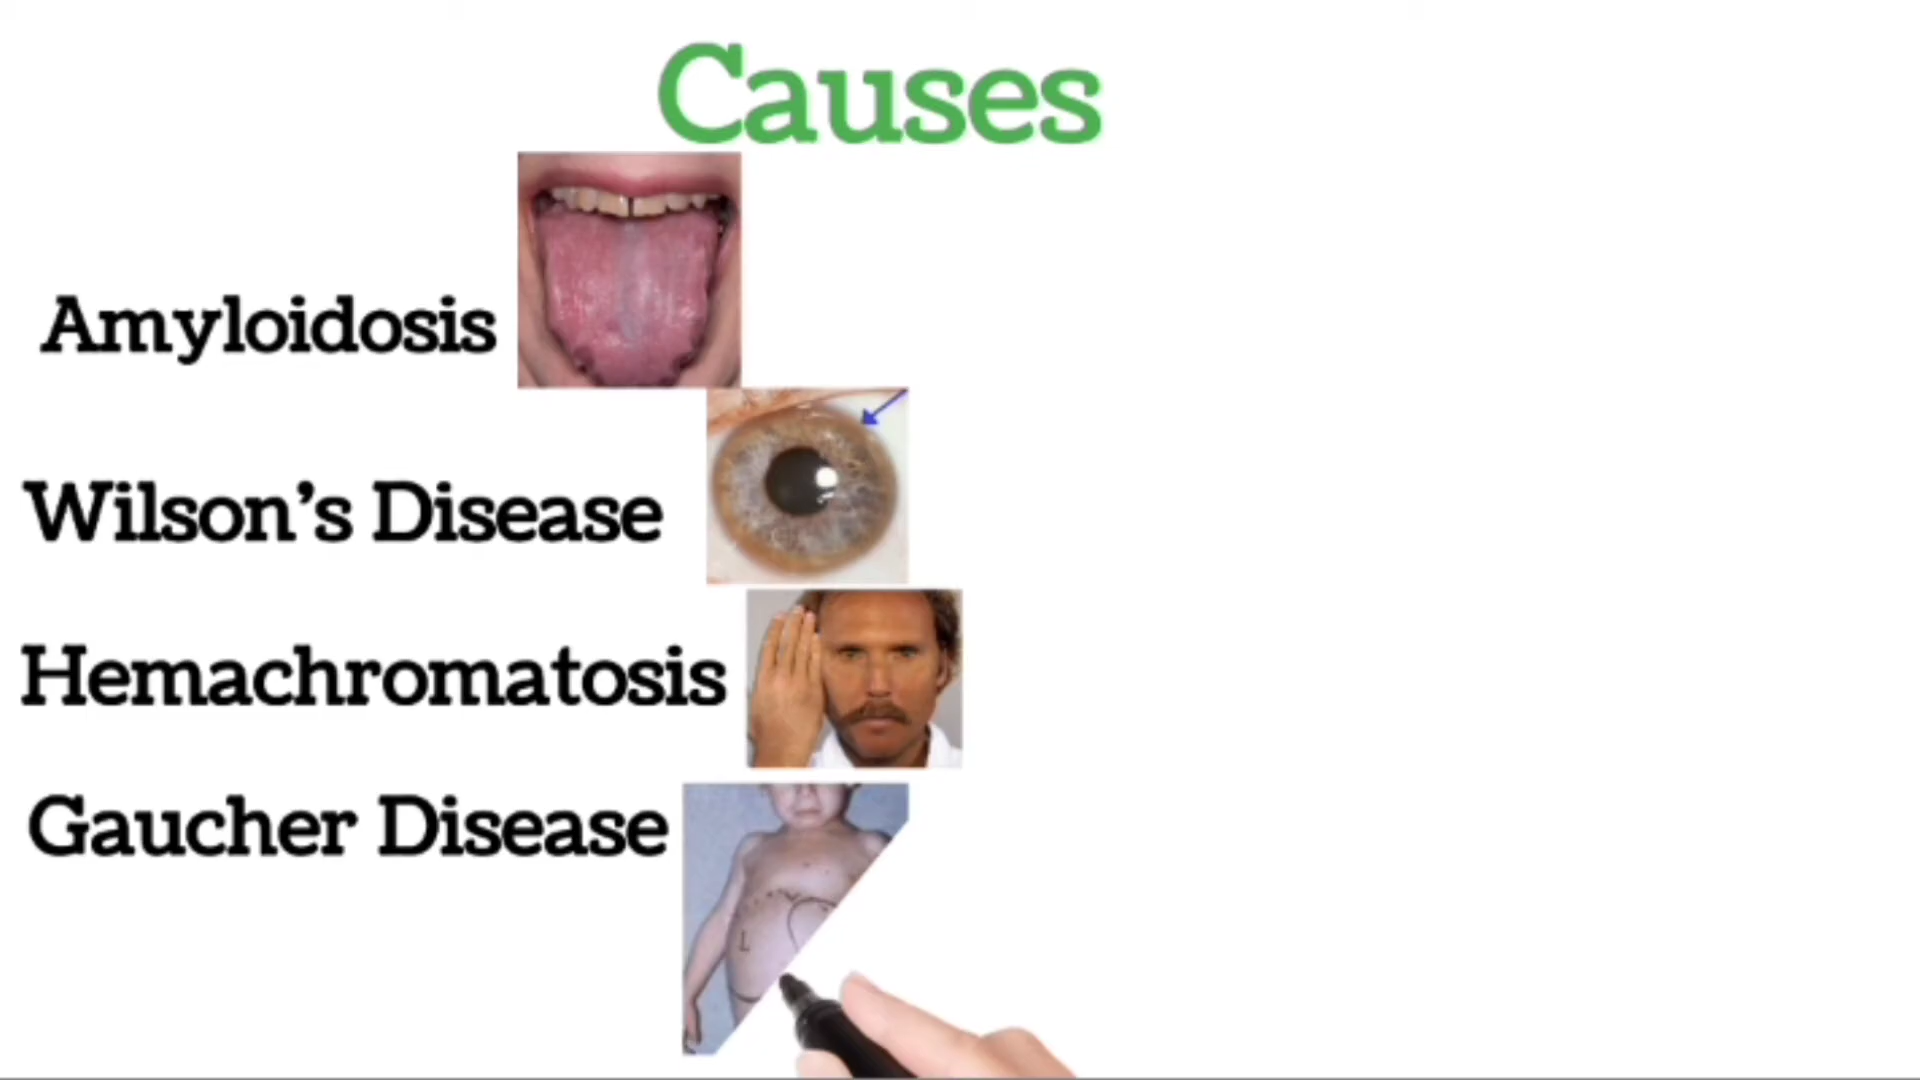 Causes
Amyloidosis
Wilson's Disease
Hemachromatosis
Gaucher Disease
L